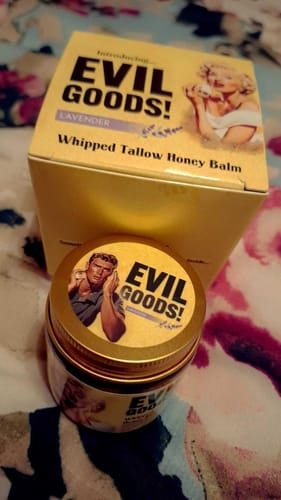 Introducing...
EVIL
GOODS!
LAVENDER
Whipped Tallow Honey Balm
EVIL
GOODS!
EVIL
GOODS!